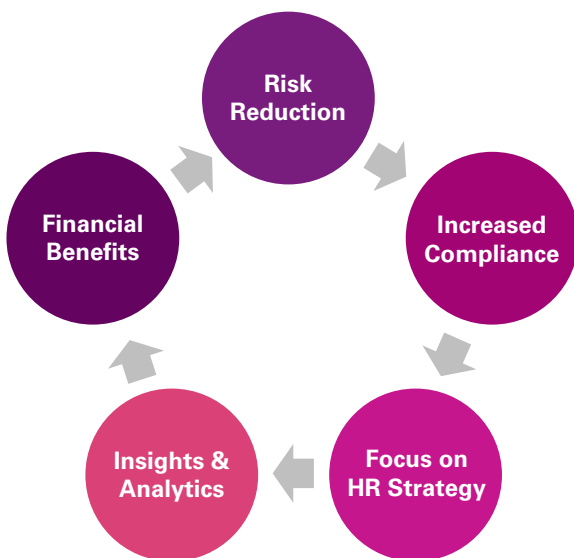 Risk
Reduction
Increased
Compliance
Focus on
HR Strategy
Insights &
Analytics
Financial
Benefits